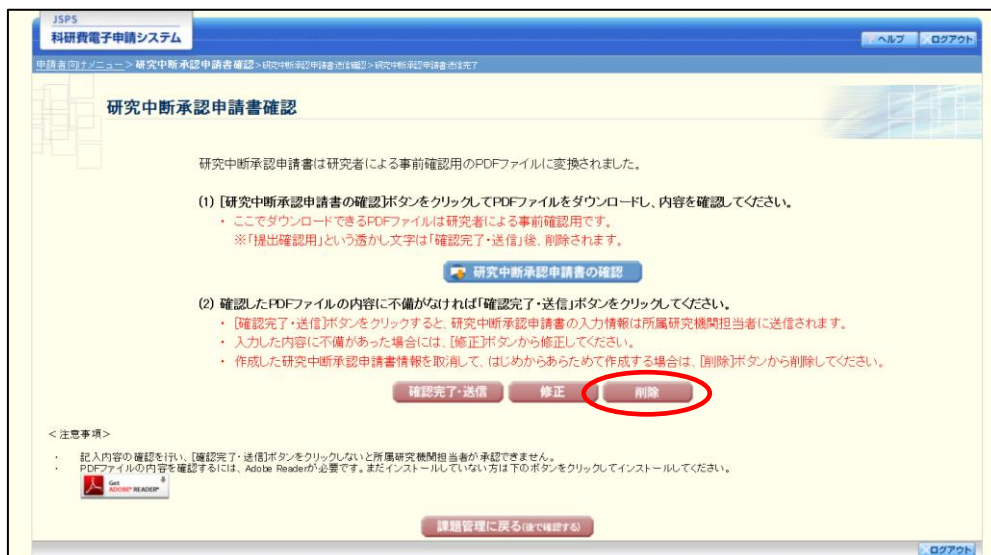 JSPS
科研費電子申請システム
ヘルプ
ログアウト
申請者向けメニュー>研究中断承認申請書確認>研究中断承認申請書送信確認>研究中断承認申請書送信完了
研究中断承認申請書確認
研究中断承認申請書は研究者による事前確認用のPDFファイルに変換されました。
(1) [研究中断承認申請書の確認]ボタンをクリックしてPDFファイルをダウンロードし、内容を確認してください。
・ ここでダウンロードできるPDFファイルは研究者による事前確認用です。
※「提出確認用」という透かし文字は「確認完了・送信」後、削除されます。
研究中断承認申請書の確認
(2) 確認したPDFファイルの内容に不備がなければ「確認完了・送信」ボタンをクリックしてください。
・ [確認完了・送信]ボタンをクリックすると、研究中断承認申請書の入力情報は所属研究機関担当者に送信されます。
・ 入力した内容に不備があった場合には、[修正]ボタンから修正してください。
・ 作成した研究中断承認申請書情報を取消して、はじめからあらためて作成する場合は、[削除]ボタンから削除してください。
確認完了・送信
修正
削除
<注意事項>
・ 記入内容の確認を行い、[確認完了・送信]ボタンをクリックしないと所属研究機関担当者が承認できません。
・ PDFファイルの内容を確認するには、Adobe Readerが必要です。まだインストールしていない方は下のボタンをクリックしてインストールしてください。
Get
ADOBE® READER®
課題管理に戻る(後で確認する)
ログアウト